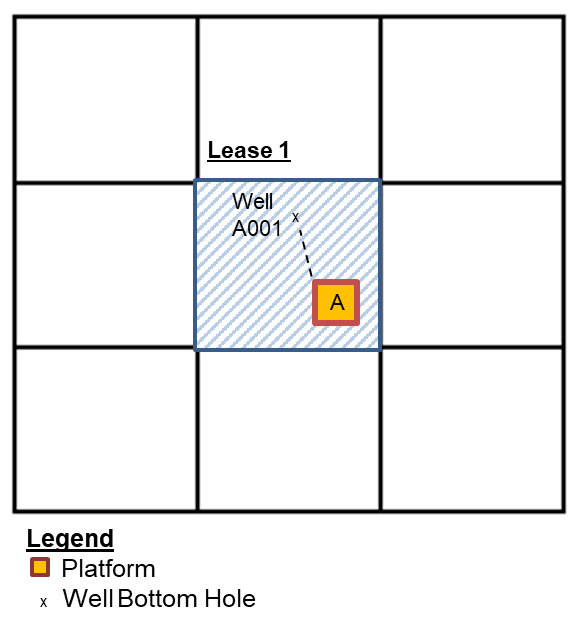 Lease 1
Well
A001
x
A
Legend
Platform
x Well Bottom Hole